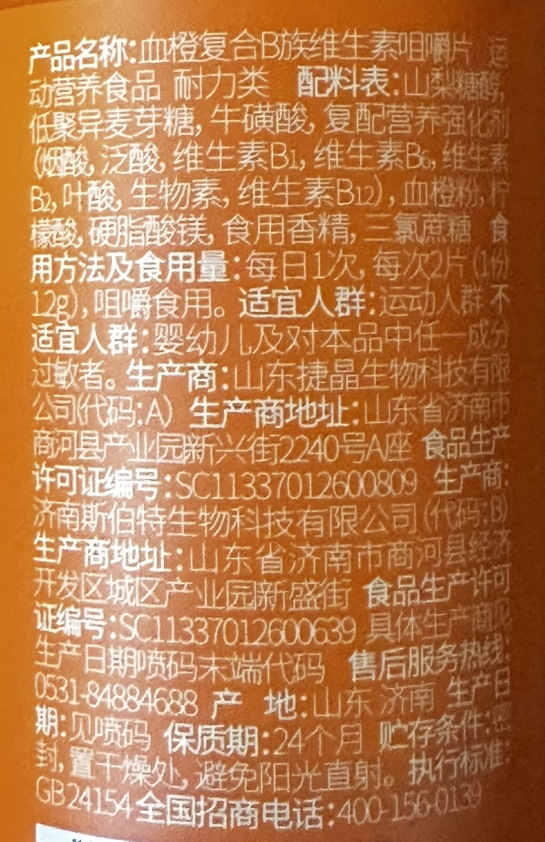 产品名称:血橙复合B族维生素咀嚼片 运
动营养食品 耐力类 配料表:山梨糖醇,
低聚异麦芽糖, 牛磺酸, 复配营养强化剂
(烟酸, 泛酸, 维生素B1, 维生素B6, 维生素
B2, 叶酸, 生物素, 维生素B12), 血橙粉, 柠
檬酸, 硬脂酸镁, 食用香精, 三氯蔗糖 食
用方法及食用量:每日1次, 每次2片(1份
1.2g), 咀嚼食用。适宜人群:运动人群 不
适宜人群:婴幼儿及对本品中任一成分
过敏者。生产商:山东捷晶生物科技有限
公司(代码:A) 生产商地址:山东省济南市
商河县产业园新兴街2240号A座 食品生产
许可证编号:SC11337012600809 生产商:
济南斯伯特生物科技有限公司(代码:B)
生产商地址:山东省济南市商河县经济
开发区城区产业园新盛街 食品生产许可
证编号:SC11337012600639 具体生产商见
生产日期喷码末端代码 售后服务热线:
0531-84884688 产 地:山东 济南 生产日
期:见喷码 保质期:24个月 贮存条件:密
封, 置干燥处, 避免阳光直射。执行标准:
GB 24154 全国招商电话:400-156-0139